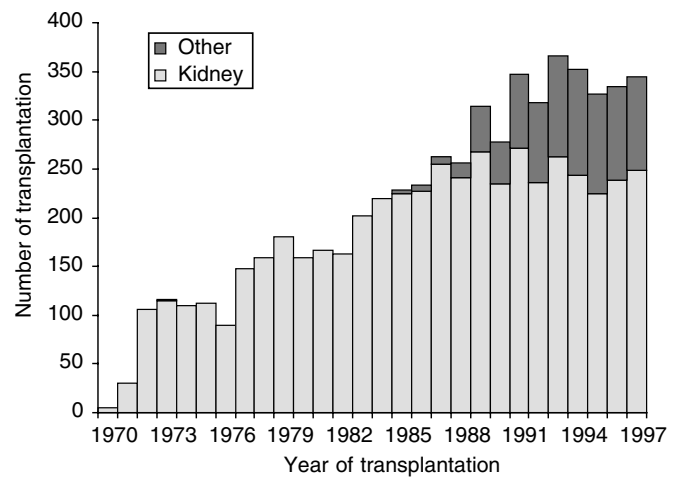 400
350
300
250
200
150
100
50
0
Number of transplantation
Other
Kidney
1970 1973 1976 1979 1982 1985 1988 1991 1994 1997
Year of transplantation